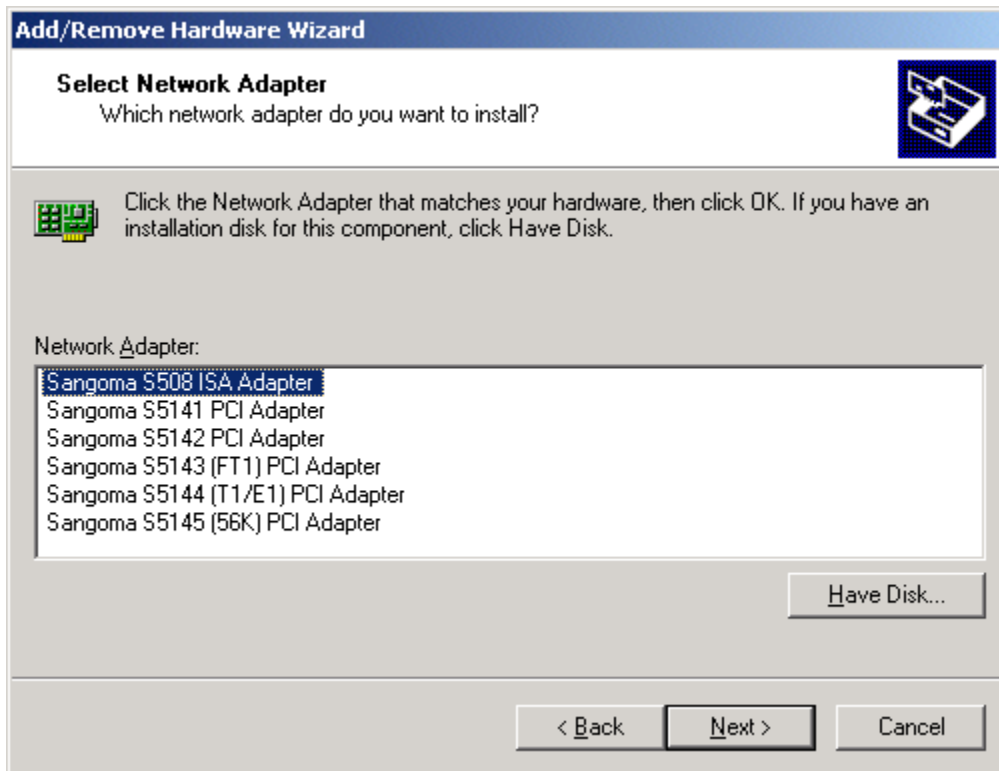 Add/Remove Hardware Wizard
Select Network Adapter
Which network adapter do you want to install?
Click the Network Adapter that matches your hardware, then click OK. If you have an
installation disk for this component, click Have Disk.
Network Adapter:
Sangoma S508 ISA Adapter
Sangoma S5141 PCI Adapter
Sangoma S5142 PCI Adapter
Sangoma S5143 (FT1) PCI Adapter
Sangoma S5144 (T1/E1) PCI Adapter
Sangoma S5145 (56K) PCI Adapter
Have Disk...
< Back Next > Cancel